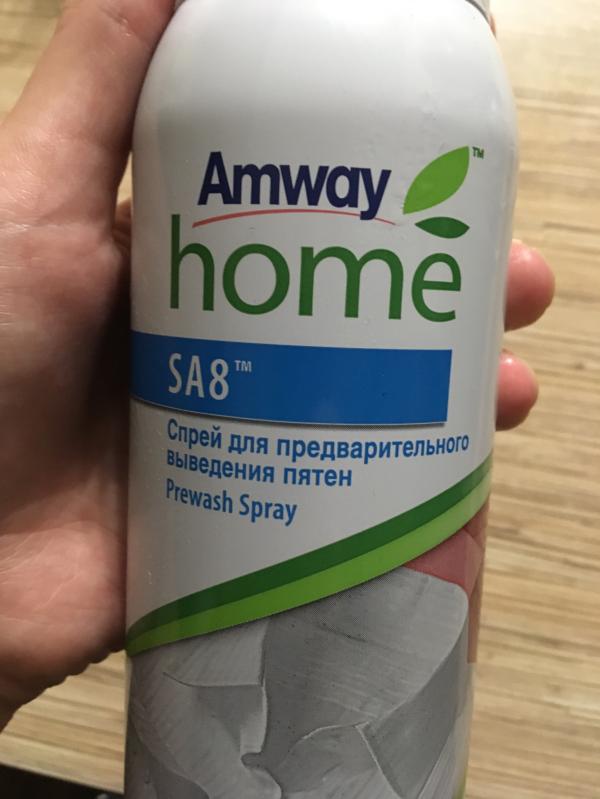 Amway™
home
SA8™
Спрей для предварительного
выведения пятен
Prewash Spray